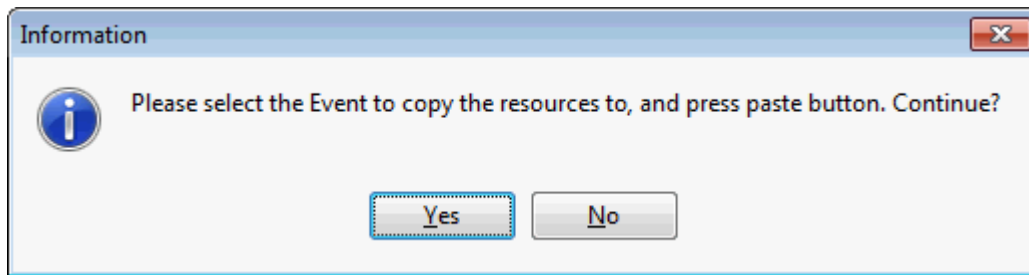 Information
Please select the Event to copy the resources to, and press paste button. Continue?
Yes
No